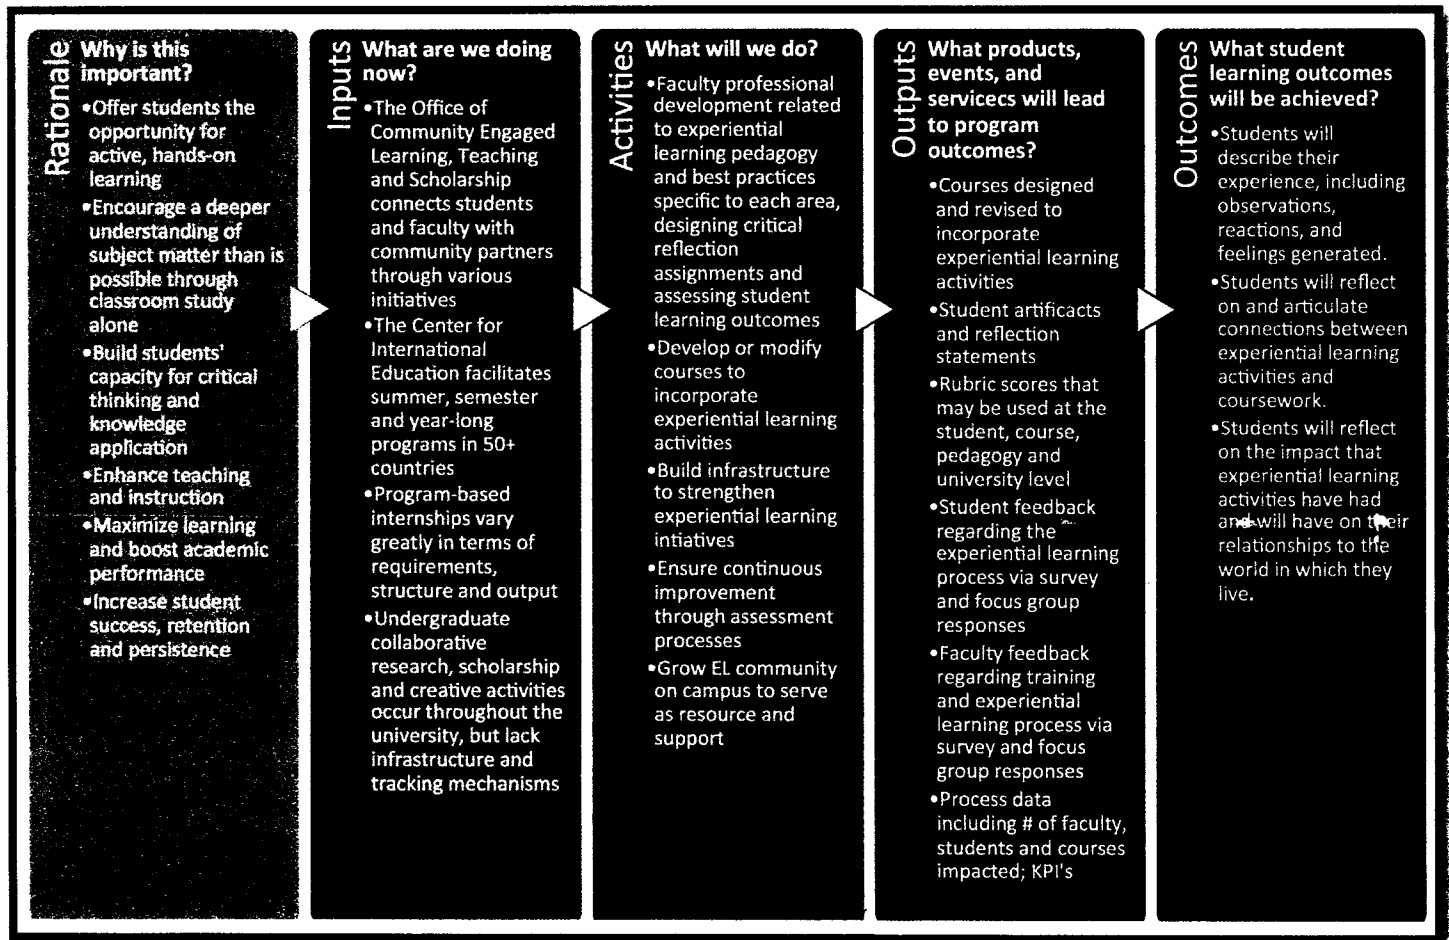 Rationale
Why is this
important?
•Offer students the
opportunity for
active, hands-on
learning
•Encourage a deeper
understanding of
subject matter than is
possible through
classroom study
alone
•Build students'
capacity for critical
thinking and
knowledge
application
•Enhance teaching
and instruction
•Maximize learning
and boost academic
performance
•Increase student
success, retention
and persistence
Inputs
What are we doing
now?
•The Office of
Community Engaged
Learning, Teaching
and Scholarship
connects students
and faculty with
community partners
through various
initiatives
•The Center for
International
Education facilitates
summer, semester
and year-long
programs in 50+
countries
•Program-based
internships vary
greatly in terms of
requirements,
structure and output
•Undergraduate
collaborative
research, scholarship
and creative activities
occur throughout the
university, but lack
infrastructure and
tracking mechanisms
Activities
What will we do?
•Faculty professional
development related
to experiential
learning pedagogy
and best practices
specific to each area,
designing critical
reflection
assignments and
assessing student
learning outcomes
•Develop or modify
courses to
incorporate
experiential learning
activities
•Build infrastructure
to strengthen
experiential learning
intiatives
•Ensure continuous
improvement
through assessment
processes
•Grow EL community
on campus to serve
as resource and
support
Outputs
What products,
events, and
servicecs will lead
to program
outcomes?
•Courses designed
and revised to
incorporate
experiential learning
activities
•Student artificacts
and reflection
statements
•Rubric scores that
may be used at the
student, course,
pedagogy and
university level
•Student feedback
regarding the
experiential learning
process via survey
and focus group
responses
•Faculty feedback
regarding training
and experiential
learning process via
survey and focus
group responses
•Process data
including # of faculty,
students and courses
impacted; KPI's
Outcomes
What student
learning outcomes
will be achieved?
•Students will
describe their
experience, including
observations,
reactions, and
feelings generated.
•Students will reflect
on and articulate
connections between
experiential learning
activities and
coursework.
•Students will reflect
on the impact that
experiential learning
activities have had
and will have on their
relationships to the
world in which they
live.